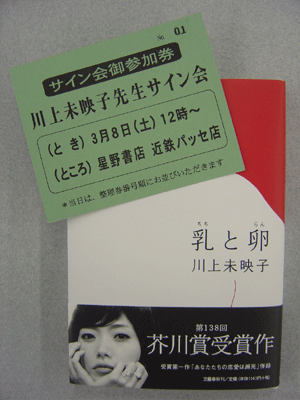 No. 01
サイン会御参加券
川上未映子先生サイン会
(とき) 3月8日(土) 12時〜
(ところ) 星野書店 近鉄パッセ店
*当日は、整理券番号順にお並びいただきます
ちち らん
乳と卵
川上未映子
第138回
芥川賞受賞作
受賞第一作「あなたたちの恋愛は瀕死」併録